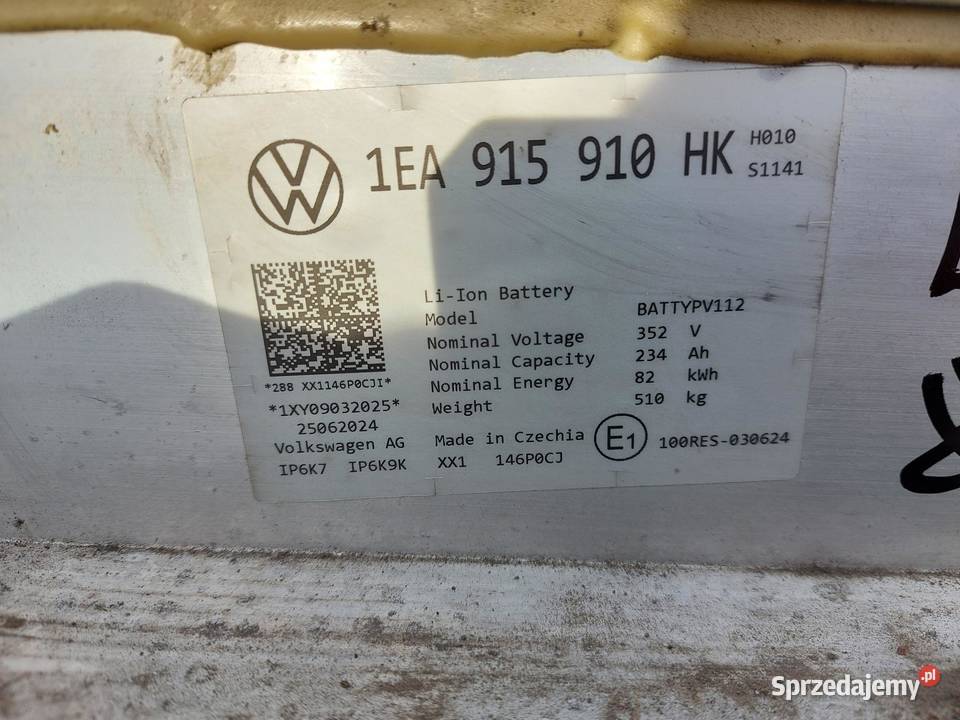 1EA 915 910 HK H010
S1141
Li-Ion Battery
Model BATTYPV112
Nominal Voltage 352 V
Nominal Capacity 234 Ah
Nominal Energy 82 kWh
Weight 510 kg
*288 XX1146P0CJI*
*1XY09032025*
25062024
Volkswagen AG
IP6K7 IP6K9K
Made in Czechia
XX1 146P0CJ
E1
100RES-030624
Sprzedajemy.pl